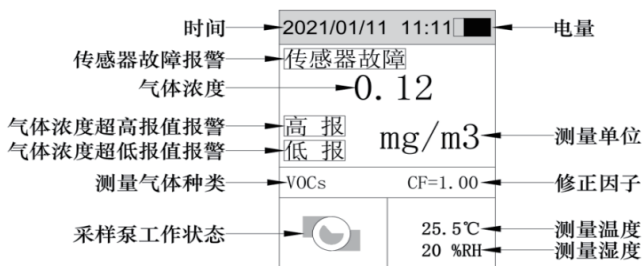 时间 2021/01/11 11:11 电量
传感器故障报警 传感器故障
气体浓度 0.12
气体浓度超高报值报警 高 报
mg/m3 测量单位
气体浓度超低报值报警 低 报
测量气体种类 VOCs CF=1.00 修正因子
采样泵工作状态 25.5℃ 测量温度
20 %RH 测量湿度